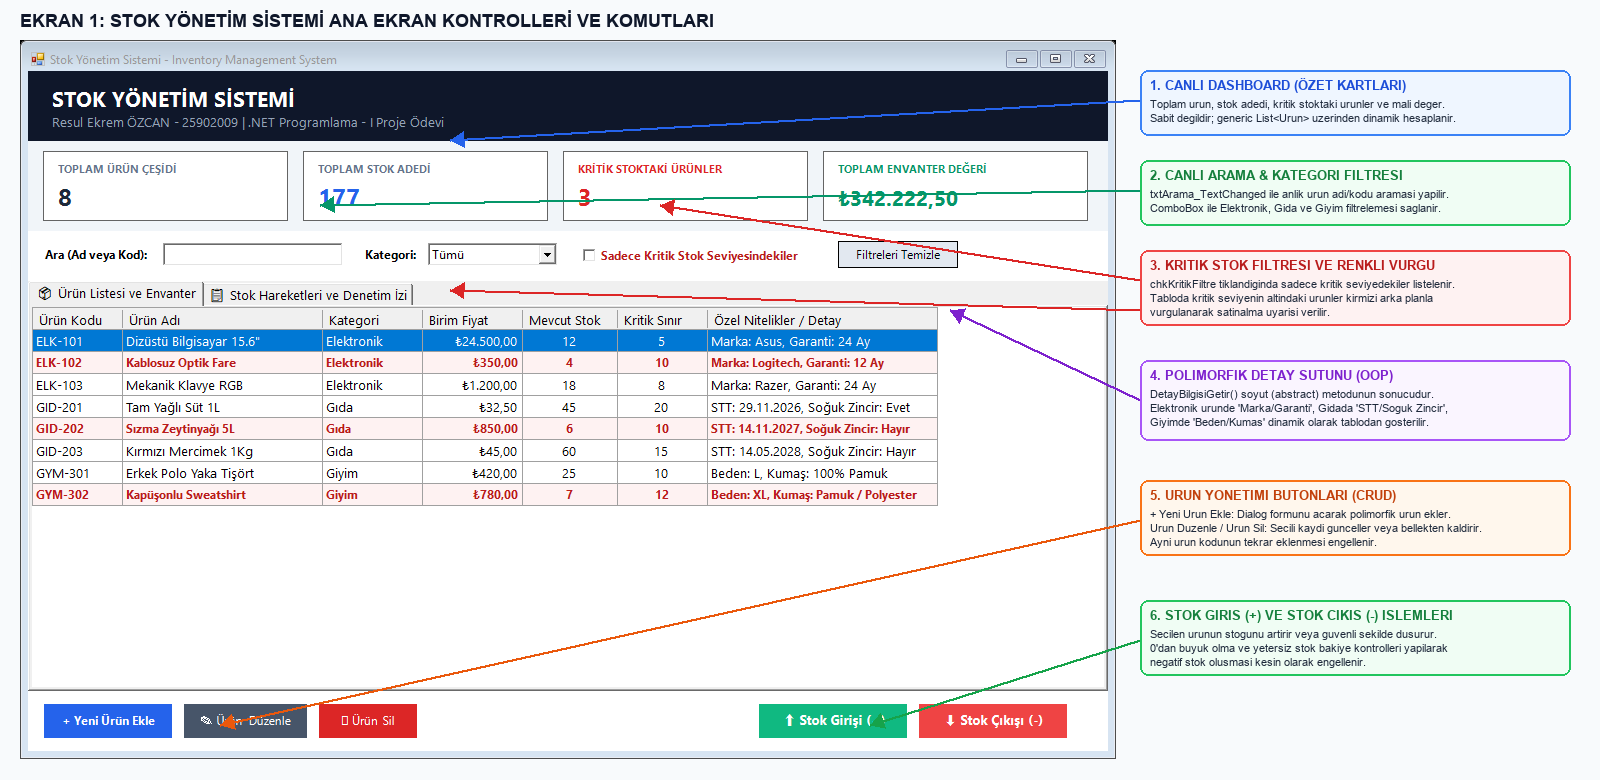 EKRAN 1: STOK YÖNETİM SİSTEMİ ANA EKRAN KONTROLLERİ VE KOMUTLARI
Stok Yönetim Sistemi - Inventory Management System
STOK YÖNETİM SİSTEMİ
Resul Ekrem ÖZCAN - 25902009 | .NET Programlama - I Proje Ödevi
TOPLAM ÜRÜN ÇEŞİDİ
8
TOPLAM STOK ADEDİ
177
KRİTİK STOKTAKİ ÜRÜNLER
3
TOPLAM ENVANTER DEĞERİ
₺342.222,50
Ara (Ad veya Kod):
Kategori: Tümü
Sadece Kritik Stok Seviyesindekiler
Filtreleri Temizle
Ürün Listesi ve Envanter
Stok Hareketleri ve Denetim İzi
Ürün Kodu Ürün Adı Kategori Birim Fiyat Mevcut Stok Kritik Sınır Özel Nitelikler / Detay
ELK-101 Dizüstü Bilgisayar 15.6" Elektronik ₺24.500,00 12 5 Marka: Asus, Garanti: 24 Ay
ELK-102 Kablosuz Optik Fare Elektronik ₺350,00 4 10 Marka: Logitech, Garanti: 12 Ay
ELK-103 Mekanik Klavye RGB Elektronik ₺1.200,00 18 8 Marka: Razer, Garanti: 24 Ay
GID-201 Tam Yağlı Süt 1L Gıda ₺32,50 45 20 STT: 29.11.2026, Soğuk Zincir: Evet
GID-202 Sızma Zeytinyağı 5L Gıda ₺850,00 6 10 STT: 14.11.2027, Soğuk Zincir: Hayır
GID-203 Kırmızı Mercimek 1Kg Gıda ₺45,00 60 15 STT: 14.05.2028, Soğuk Zincir: Hayır
GYM-301 Erkek Polo Yaka Tişört Giyim ₺420,00 25 10 Beden: L, Kumaş: 100% Pamuk
GYM-302 Kapüşonlu Sweatshirt Giyim ₺780,00 7 12 Beden: XL, Kumaş: Pamuk / Polyester
+ Yeni Ürün Ekle
Ürün Düzenle
Ürün Sil
⬆ Stok Girişi (
⬇ Stok Çıkışı (-)
1. CANLI DASHBOARD (ÖZET KARTLARI)
Toplam urun, stok adedi, kritik stoktaki urunler ve mali deger.
Sabit degildir; generic List<Urun> uzerinden dinamik hesaplanir.
2. CANLI ARAMA & KATEGORI FILTRESI
txtArama_TextChanged ile anlik urun adi/kodu aramasi yapilir.
ComboBox ile Elektronik, Gida ve Giyim filtrelemesi saglanir.
3. KRITIK STOK FILTRESI VE RENKLI VURGU
chkKritikFiltre tiklandiginda sadece kritik seviyedekiler listelenir.
Tabloda kritik seviyenin altindaki urunler kirmizi arka planla
vurgulanarak satinalma uyarisi verilir.
4. POLIMORFIK DETAY SUTUNU (OOP)
DetayBilgisiGetir() soyut (abstract) metodunun sonucudur.
Elektronik urunde 'Marka/Garanti', Gidada 'STT/Soguk Zincir',
Giyimde 'Beden/Kumas' dinamik olarak tablodan gosterilir.
5. URUN YONETIMI BUTONLARI (CRUD)
+ Yeni Urun Ekle: Dialog formunu acarak polimorfik urun ekler.
Urun Duzenle / Urun Sil: Secili kaydi gunceller veya bellekten kaldirir.
Ayni urun kodunun tekrar eklenmesi engellenir.
6. STOK GIRIS (+) VE STOK CIKIS (-) ISLEMLERI
Secilen urunun stogunu artirir veya guvenli sekilde dusurur.
0'dan buyuk olma ve yetersiz stok bakiye kontrolleri yapilarak
negatif stok olusmasi kesin olarak engellenir.